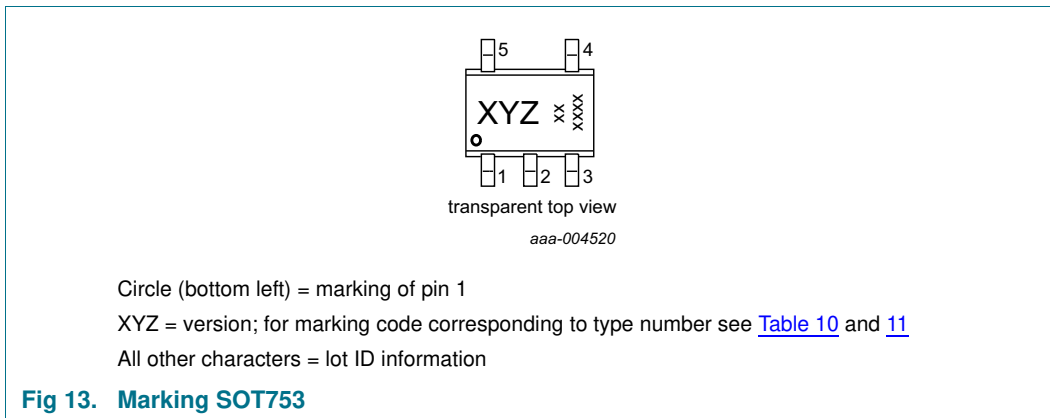 5 4
XYZ xx xxxx
1 2 3
transparent top view
aaa-004520
Circle (bottom left) = marking of pin 1
XYZ = version; for marking code corresponding to type number see Table 10 and 11
All other characters = lot ID information
Fig 13. Marking SOT753